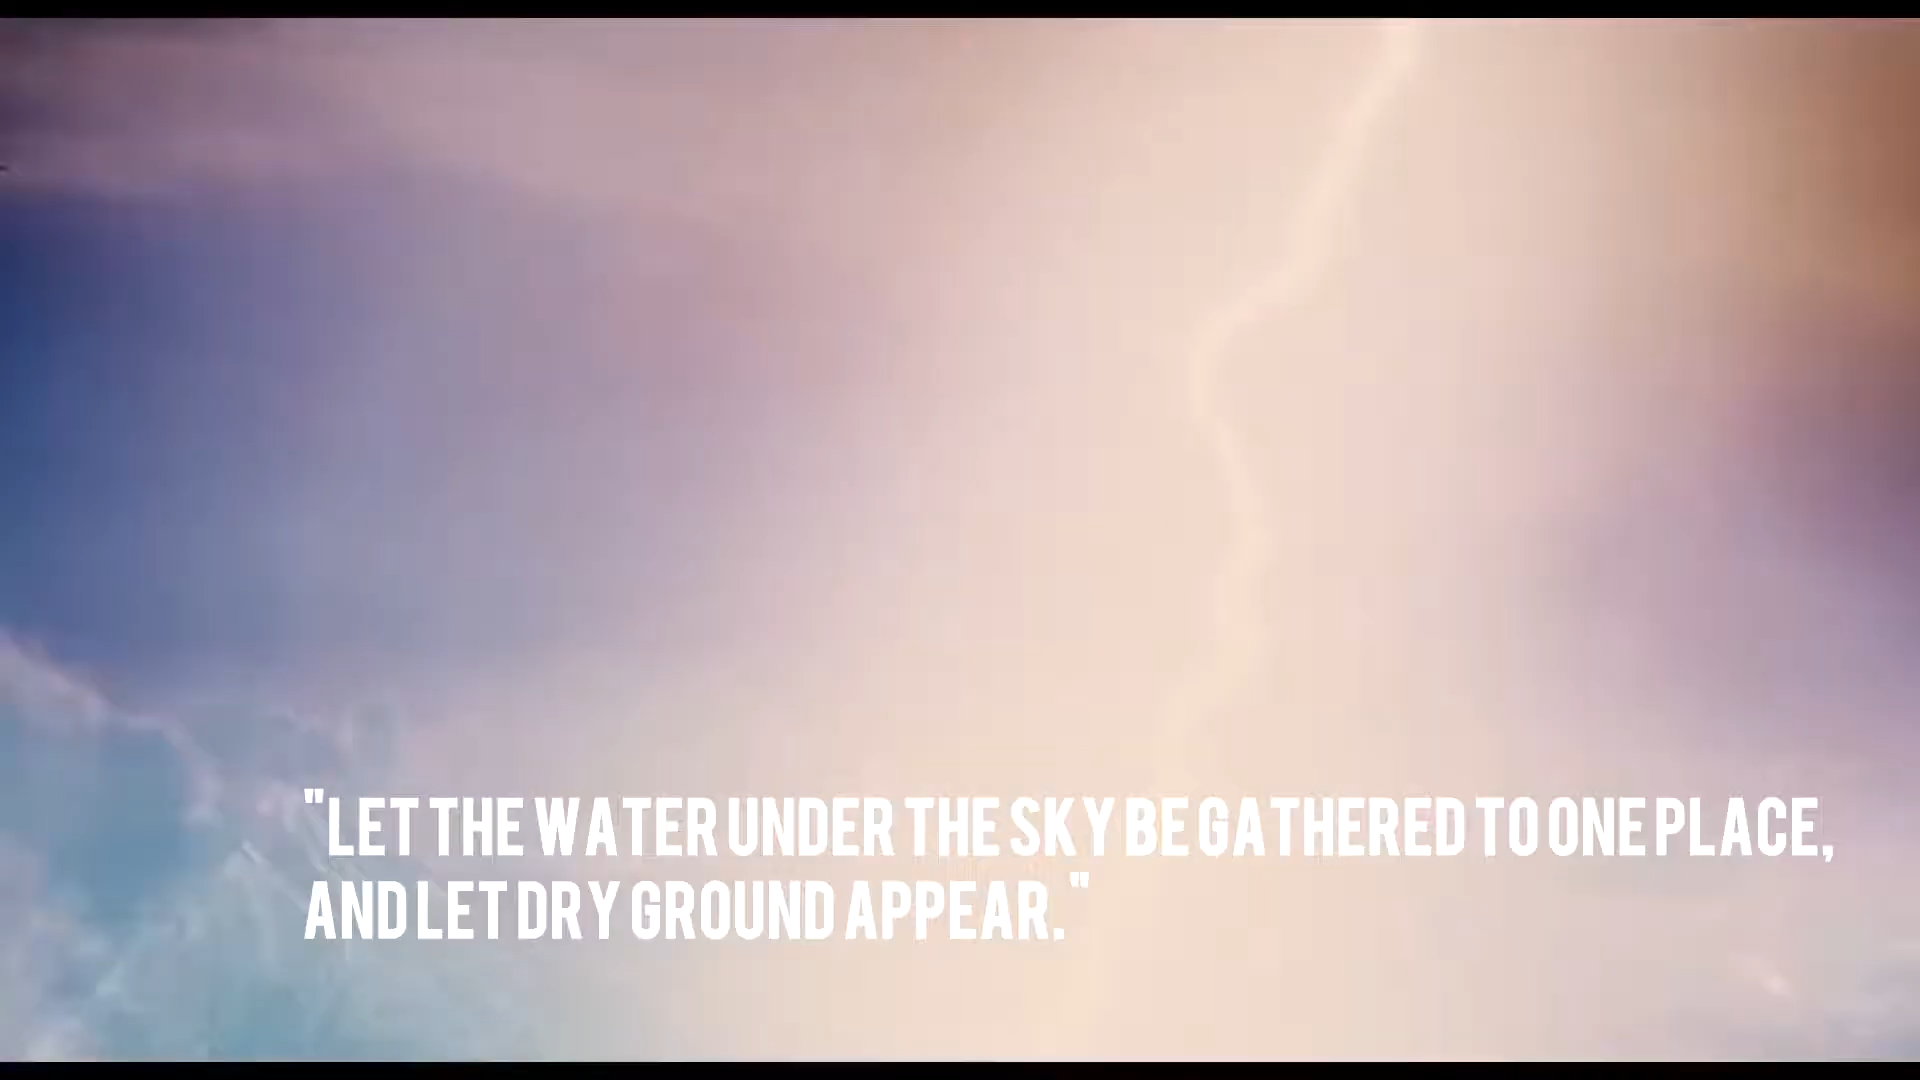 "LET THE WATER UNDER THE SKY BE GATHERED TO ONE PLACE,
AND LET DRY GROUND APPEAR."